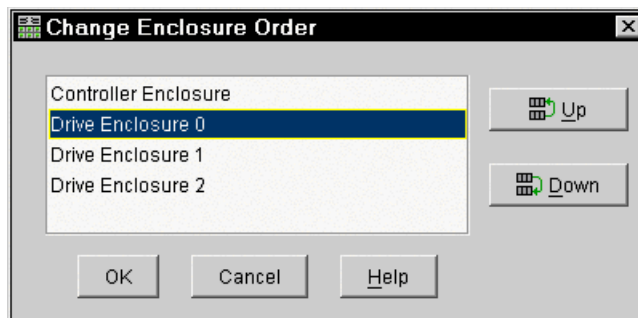 Change Enclosure Order
Controller Enclosure
Drive Enclosure 0
Drive Enclosure 1
Drive Enclosure 2
Up
Down
OK
Cancel
Help